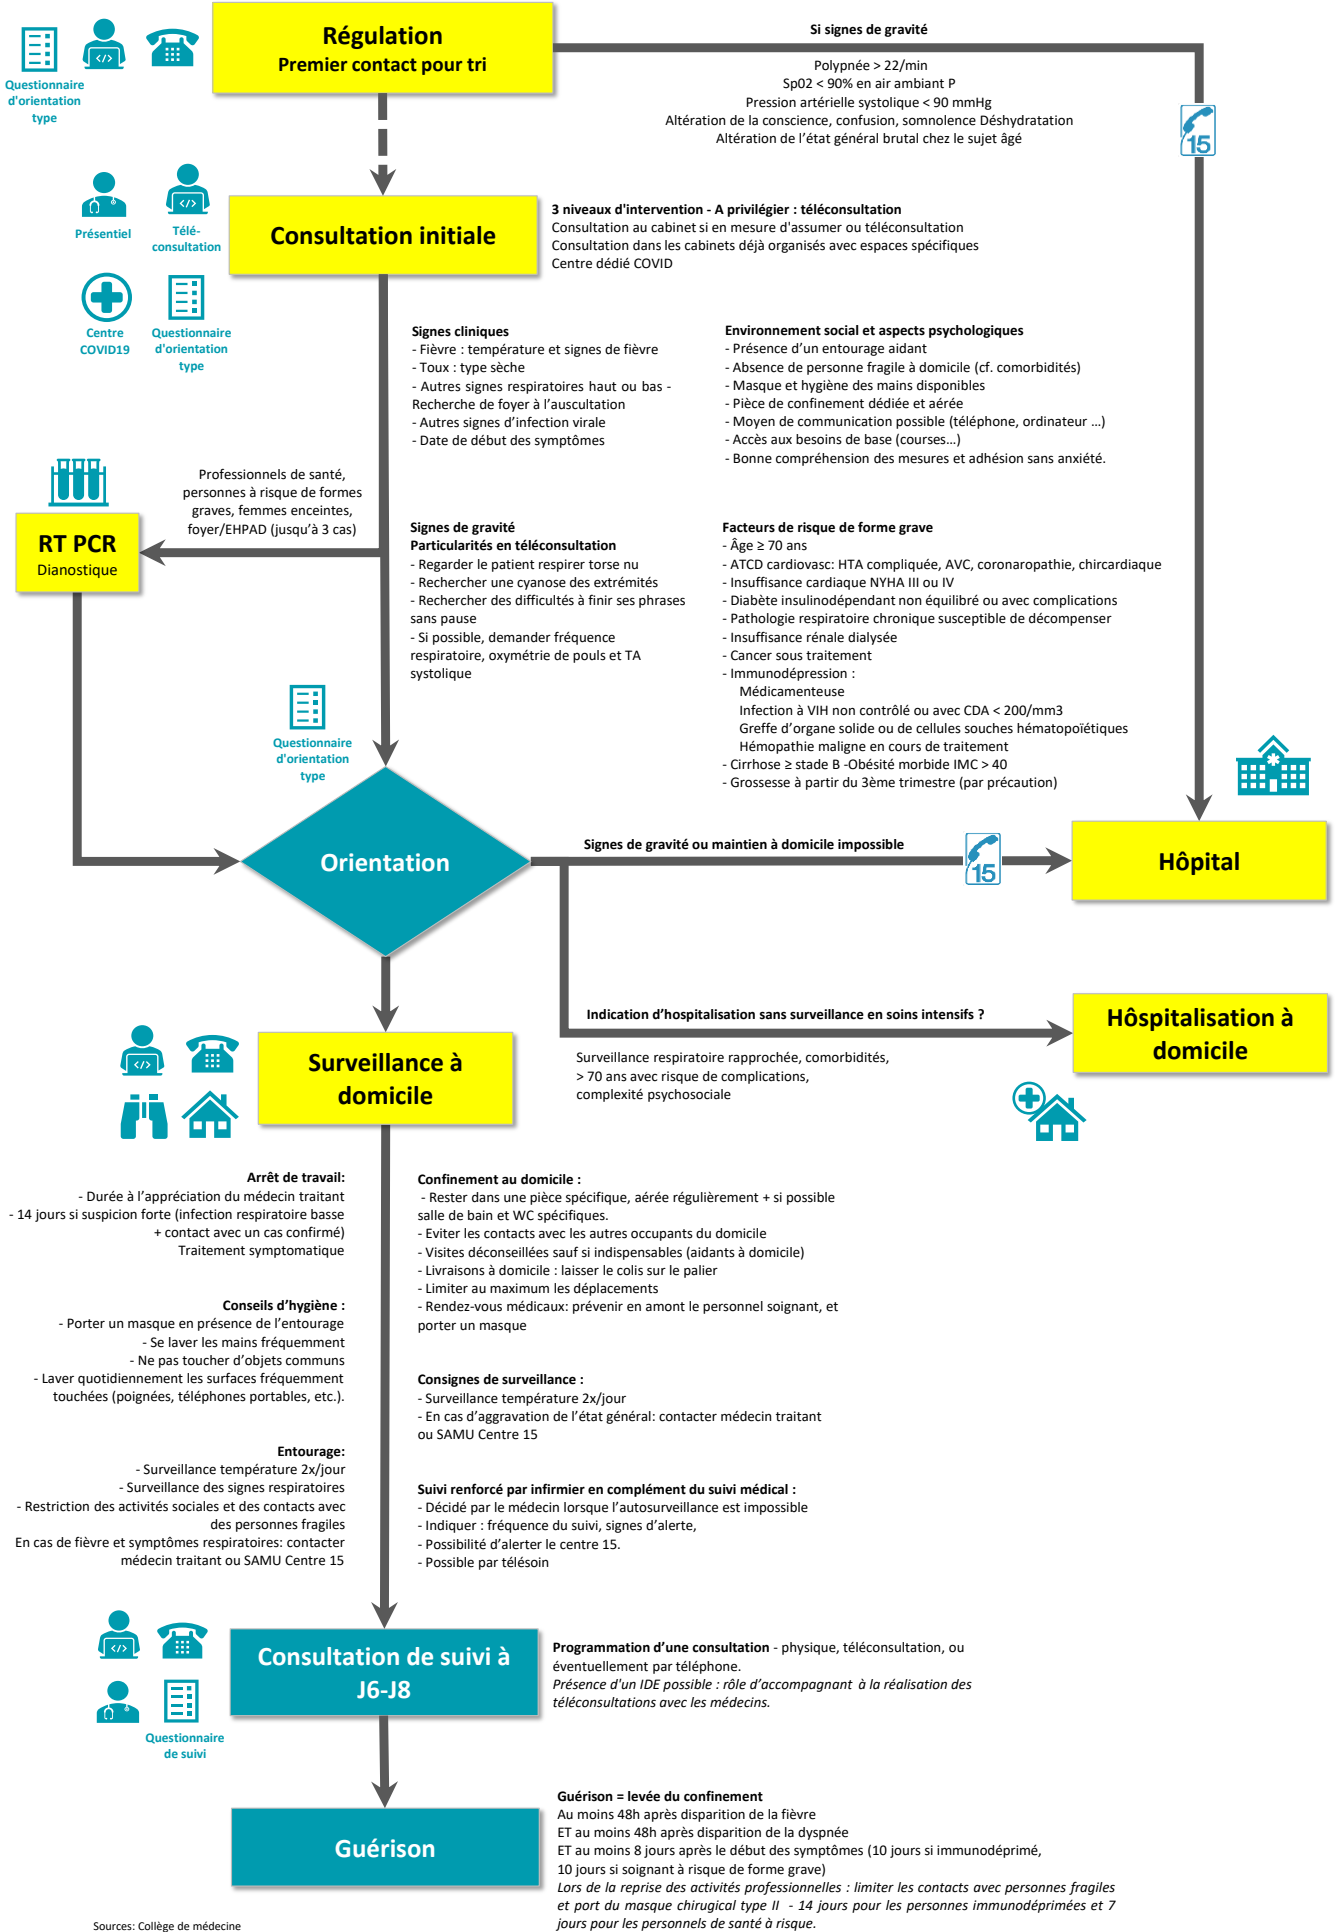 Régulation
Premier contact pour tri
Questionnaire
d'orientation
type
Si signes de gravité
Polypnée > 22/min
Sp02 < 90% en air ambiant P
Pression artérielle systolique < 90 mmHg
Altération de la conscience, confusion, somnolence Déshydratation
Altération de l'état général brutal chez le sujet âgé
15
Présentiel
Télé-
consultation
Centre
COVID19
Questionnaire
d'orientation
type
Consultation initiale
3 niveaux d'intervention - A privilégier : téléconsultation
Consultation au cabinet si en mesure d'assumer ou téléconsultation
Consultation dans les cabinets déjà organisés avec espaces spécifiques
Centre dédié COVID
Signes cliniques
- Fièvre : température et signes de fièvre
- Toux : type sèche
- Autres signes respiratoires haut ou bas -
Recherche de foyer à l'auscultation
- Autres signes d'infection virale
- Date de début des symptômes
Environnement social et aspects psychologiques
- Présence d'un entourage aidant
- Absence de personne fragile à domicile (cf. comorbidités)
- Masque et hygiène des mains disponibles
- Pièce de confinement dédiée et aérée
- Moyen de communication possible (téléphone, ordinateur ...)
- Accès aux besoins de base (courses...)
- Bonne compréhension des mesures et adhésion sans anxiété.
Professionnels de santé,
personnes à risque de formes
graves, femmes enceintes,
foyer/EHPAD (jusqu'à 3 cas)
RT PCR
Dianostique
Signes de gravité
Particularités en téléconsultation
- Regarder le patient respirer torse nu
- Rechercher une cyanose des extrémités
- Rechercher des difficultés à finir ses phrases
sans pause
- Si possible, demander fréquence
respiratoire, oxymétrie de pouls et TA
systolique
Facteurs de risque de forme grave
- Âge ≥ 70 ans
- ATCD cardiovasc: HTA compliquée, AVC, coronaropathie, chircardiaque
- Insuffisance cardiaque NYHA III ou IV
- Diabète insulinodépendant non équilibré ou avec complications
- Pathologie respiratoire chronique susceptible de décompenser
- Insuffisance rénale dialysée
- Cancer sous traitement
- Immunodépression :
Médicamenteuse
Infection à VIH non contrôlé ou avec CDA < 200/mm3
Greffe d'organe solide ou de cellules souches hématopoïétiques
Hémopathie maligne en cours de traitement
- Cirrhose ≥ stade B -Obésité morbide IMC > 40
- Grossesse à partir du 3ème trimestre (par précaution)
Questionnaire
d'orientation
type
Orientation
Signes de gravité ou maintien à domicile impossible
15
Hôpital
Indication d'hospitalisation sans surveillance en soins intensifs ?
Surveillance respiratoire rapprochée, comorbidités,
> 70 ans avec risque de complications,
complexité psychosociale
Hôspitalisation à
domicile
Surveillance à
domicile
Arrêt de travail:
- Durée à l'appréciation du médecin traitant
- 14 jours si suspicion forte (infection respiratoire basse
+ contact avec un cas confirmé)
Traitement symptomatique
Conseils d'hygiène :
- Porter un masque en présence de l'entourage
- Se laver les mains fréquemment
- Ne pas toucher d'objets communs
- Laver quotidiennement les surfaces fréquemment
touchées (poignées, téléphones portables, etc.).
Entourage:
- Surveillance température 2x/jour
- Surveillance des signes respiratoires
- Restriction des activités sociales et des contacts avec
des personnes fragiles
En cas de fièvre et symptômes respiratoires: contacter
médecin traitant ou SAMU Centre 15
Confinement au domicile :
- Rester dans une pièce spécifique, aérée régulièrement + si possible
salle de bain et WC spécifiques.
- Eviter les contacts avec les autres occupants du domicile
- Visites déconseillées sauf si indispensables (aidants à domicile)
- Livraisons à domicile : laisser le colis sur le palier
- Limiter au maximum les déplacements
- Rendez-vous médicaux: prévenir en amont le personnel soignant, et
porter un masque
Consignes de surveillance :
- Surveillance température 2x/jour
- En cas d'aggravation de l'état général: contacter médecin traitant
ou SAMU Centre 15
Suivi renforcé par infirmier en complément du suivi médical :
- Décidé par le médecin lorsque l'autosurveillance est impossible
- Indiquer : fréquence du suivi, signes d'alerte,
- Possibilité d'alerter le centre 15.
- Possible par télésoin
Questionnaire
de suivi
Consultation de suivi à
J6-J8
Programmation d'une consultation - physique, téléconsultation, ou
éventuellement par téléphone.
Présence d'un IDE possible : rôle d'accompagnant à la réalisation des
téléconsultations avec les médecins.
Guérison
Guérison = levée du confinement
Au moins 48h après disparition de la fièvre
ET au moins 48h après disparition de la dyspnée
ET au moins 8 jours après le début des symptômes (10 jours si immunodéprimé,
10 jours si soignant à risque de forme grave)
Lors de la reprise des activités professionnelles : limiter les contacts avec personnes fragiles
et port du masque chirugical type II - 14 jours pour les personnes immunodéprimées et 7
jours pour les personnels de santé à risque.
Sources: Collège de médecine